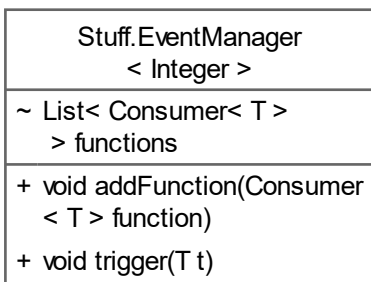 Stuff.EventManager
< Integer >
~ List< Consumer< T >
> functions
+ void addFunction(Consumer
< T > function)
+ void trigger(T t)